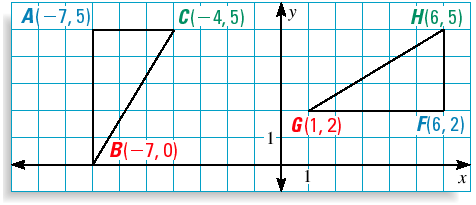 A(−7, 5) C(−4, 5) y H(6, 5)
G(1, 2) F(6, 2)
1
B(−7, 0)
1 x